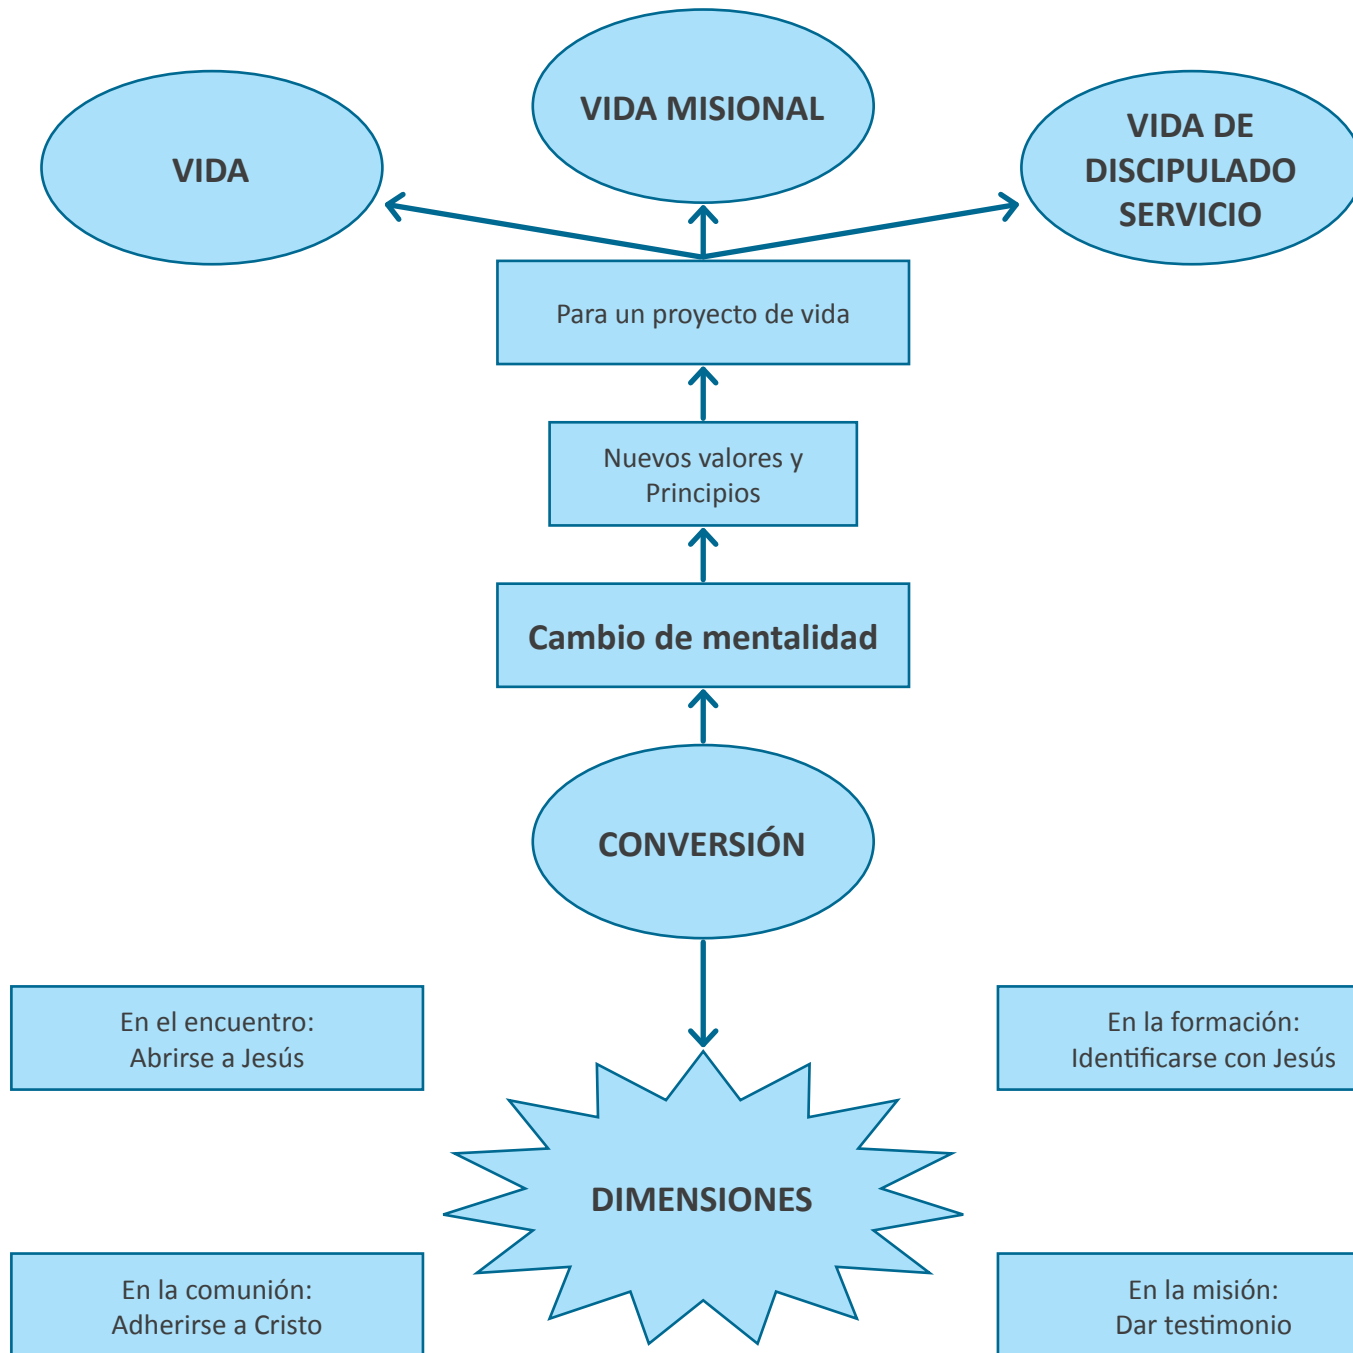 VIDA MISIONAL
VIDA
VIDA DE
DISCIPULADO
SERVICIO
Para un proyecto de vida
Nuevos valores y
Principios
Cambio de mentalidad
CONVERSIÓN
En el encuentro:
Abrirse a Jesús
En la formación:
Identificarse con Jesús
DIMENSIONES
En la comunión:
Adherirse a Cristo
En la misión:
Dar testimonio